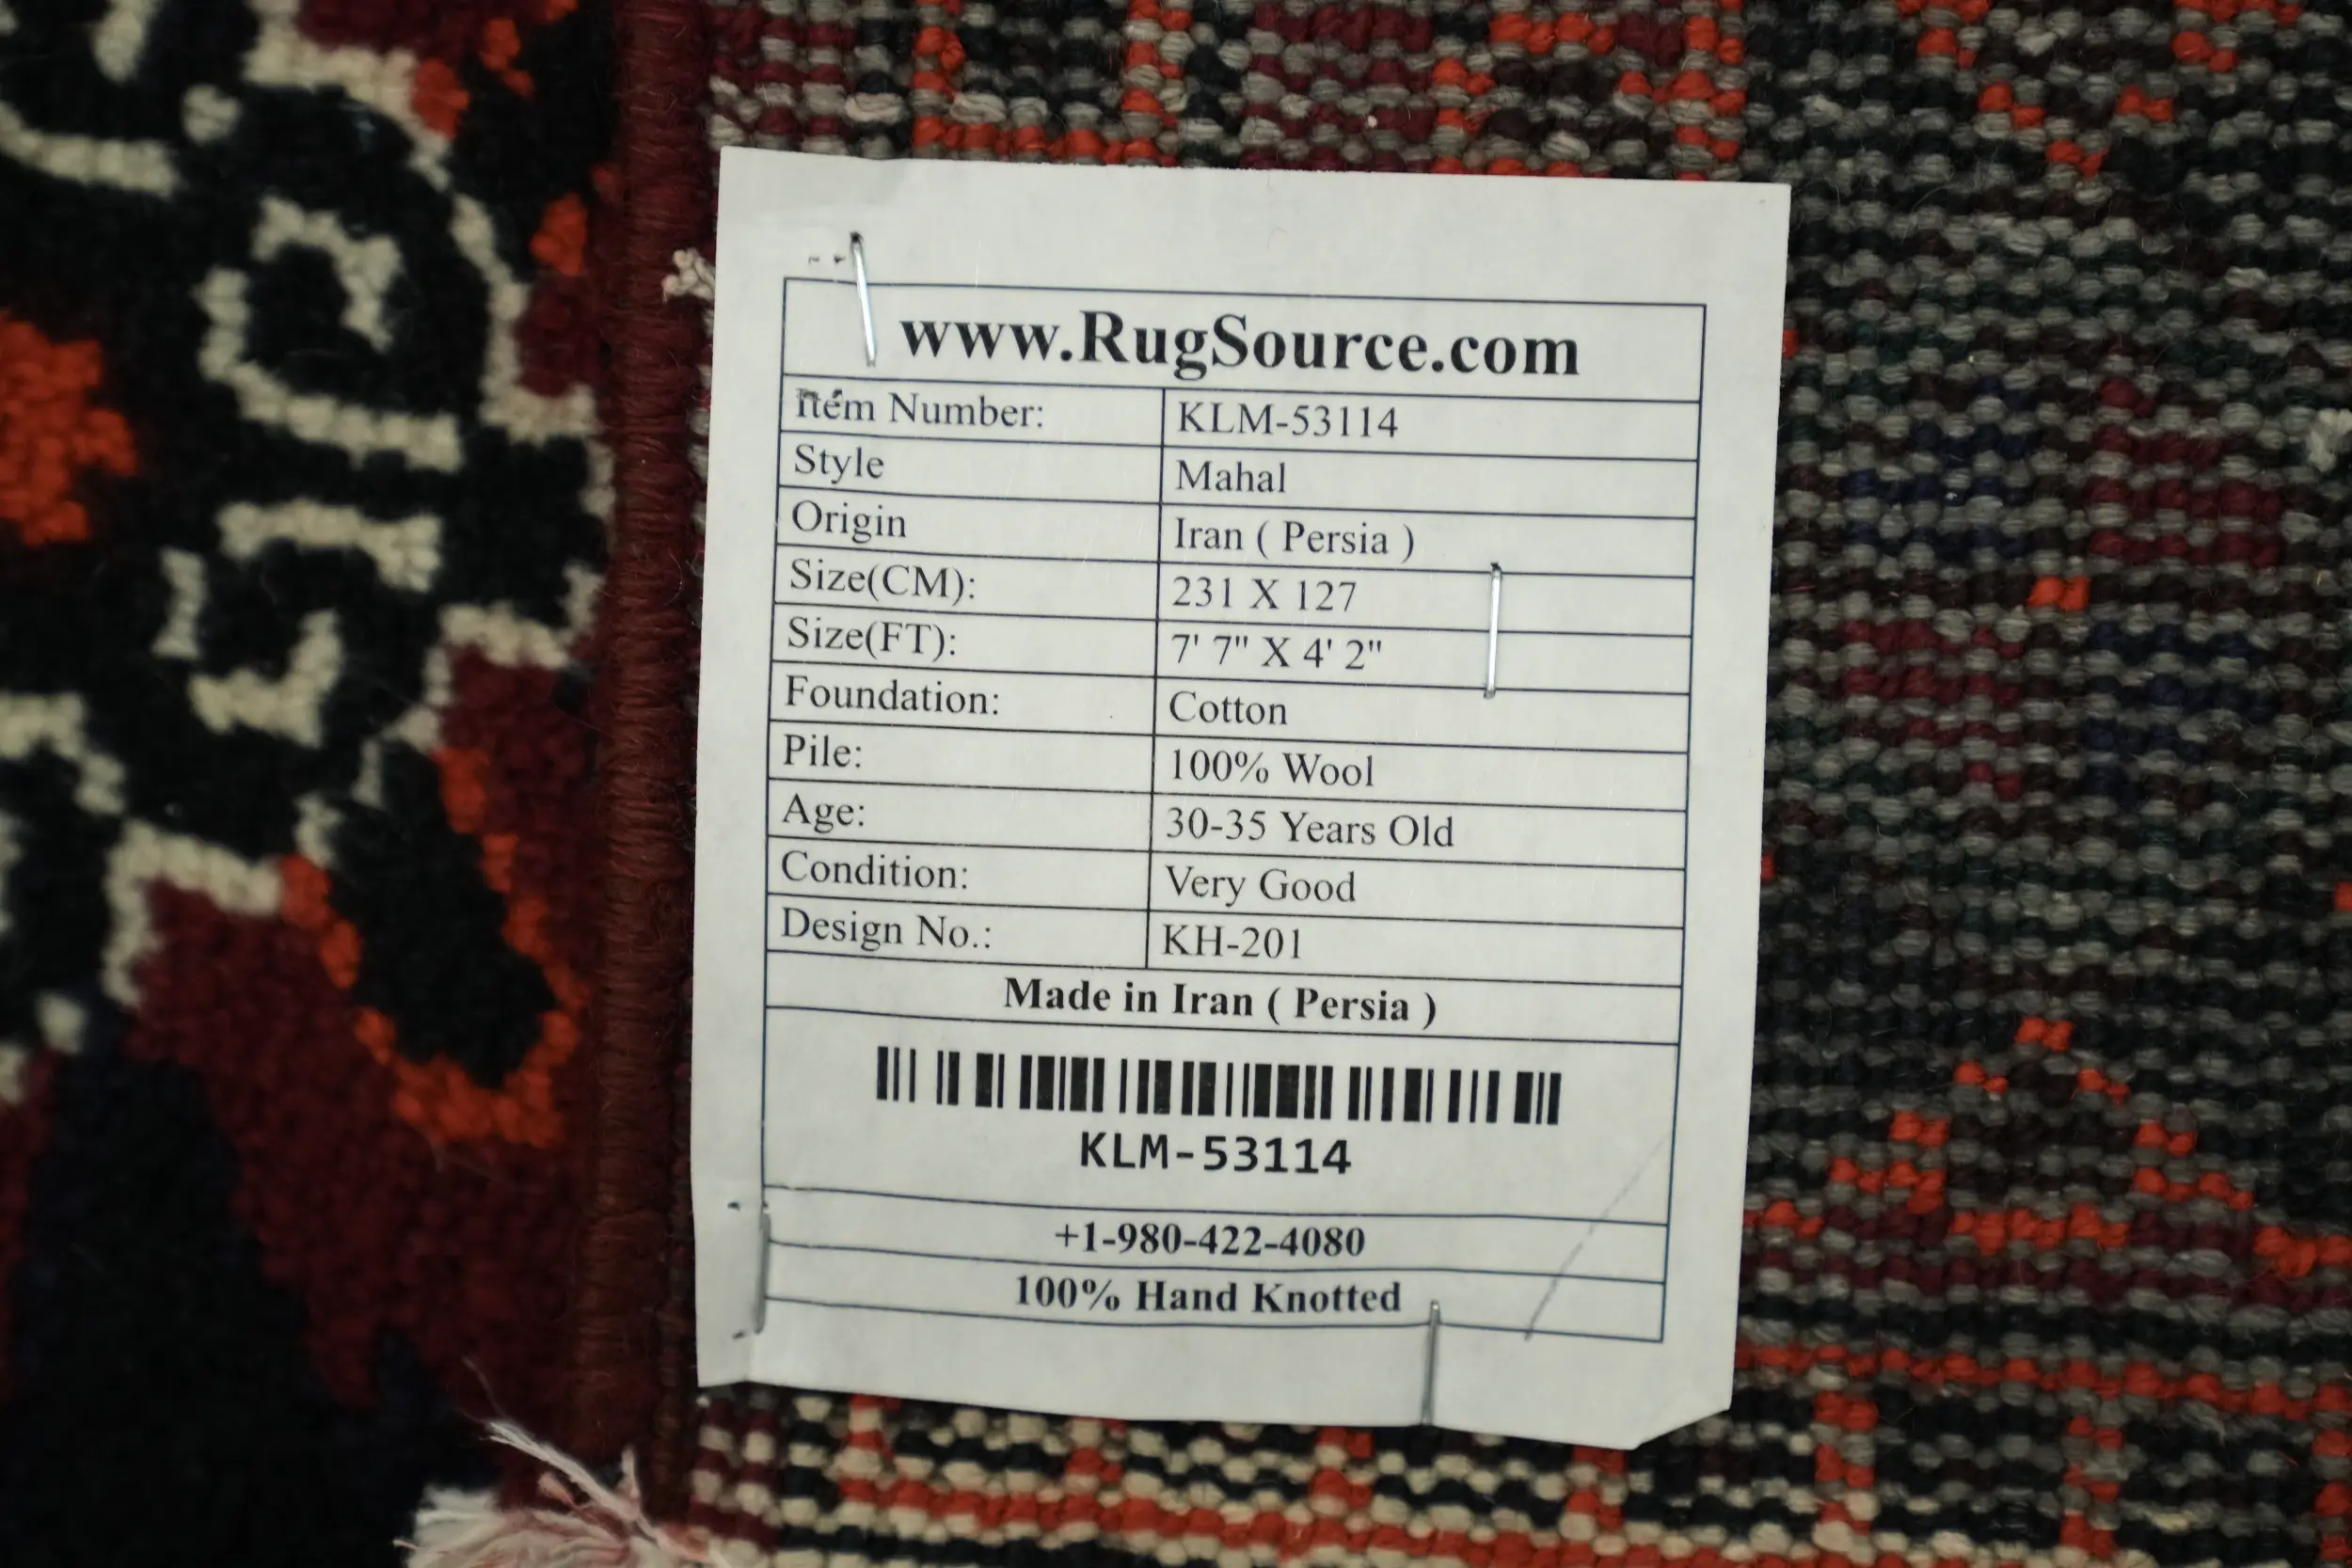 www.RugSource.com
Item Number: KLM-53114
Style Mahal
Origin Iran ( Persia )
Size(CM): 231 X 127
Size(FT): 7' 7" X 4' 2"
Foundation: Cotton
Pile: 100% Wool
Age: 30-35 Years Old
Condition: Very Good
Design No.: KH-201
Made in Iran ( Persia )
KLM-53114
+1-980-422-4080
100% Hand Knotted